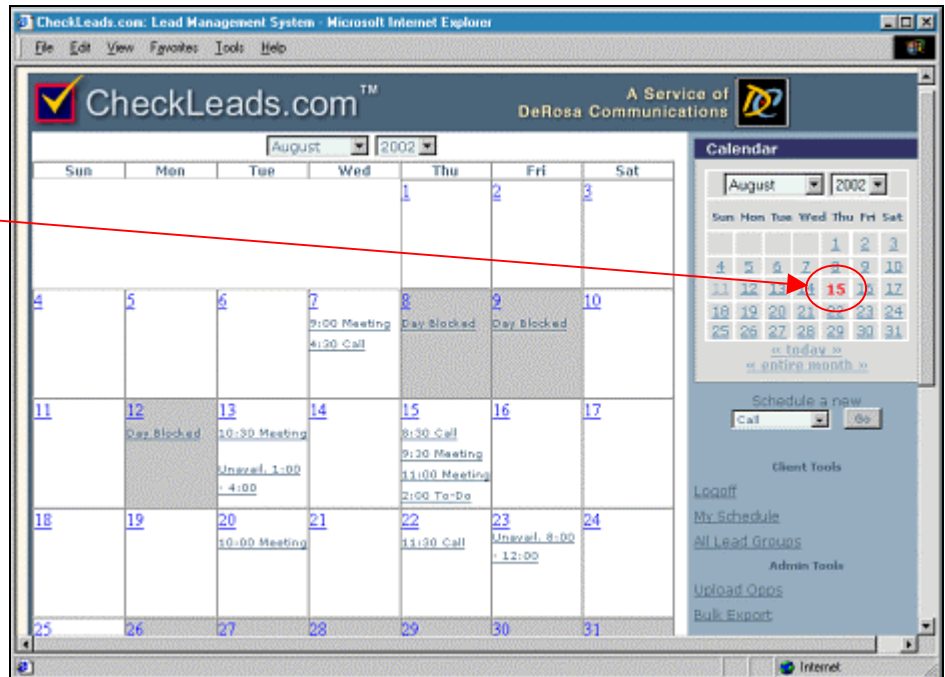 CheckLeads.com: Lead Management System - Microsoft Internet Explorer
File Edit View Favorites Tools Help
CheckLeads.com™
A Service of
DeRosa Communications
August 2002
Sun Mon Tue Wed Thu Fri Sat
1 2 3
4 5 6 7 8 9 10
9:00 Meeting Day Blocked Day Blocked
4:30 Call
11 12 13 14 15 16 17
Day Blocked 10:30 Meeting 8:30 Call
9:30 Meeting
Unavail. 1:00 11:00 Meeting
- 4:00 2:00 To-Do
18 19 20 21 22 23 24
10:00 Meeting 11:30 Call Unavail. 8:00
- 12:00
25 26 27 28 29 30 31
Calendar
August 2002
Sun Mon Tue Wed Thu Fri Sat
1 2 3
4 5 6 7 8 9 10
11 12 13 14 15 16 17
18 19 20 21 22 23 24
25 26 27 28 29 30 31
« today »
« entire month »
Schedule a new
Call Go
Client Tools
Logoff
My Schedule
All Lead Groups
Admin Tools
Upload Opps
Bulk Export
Internet